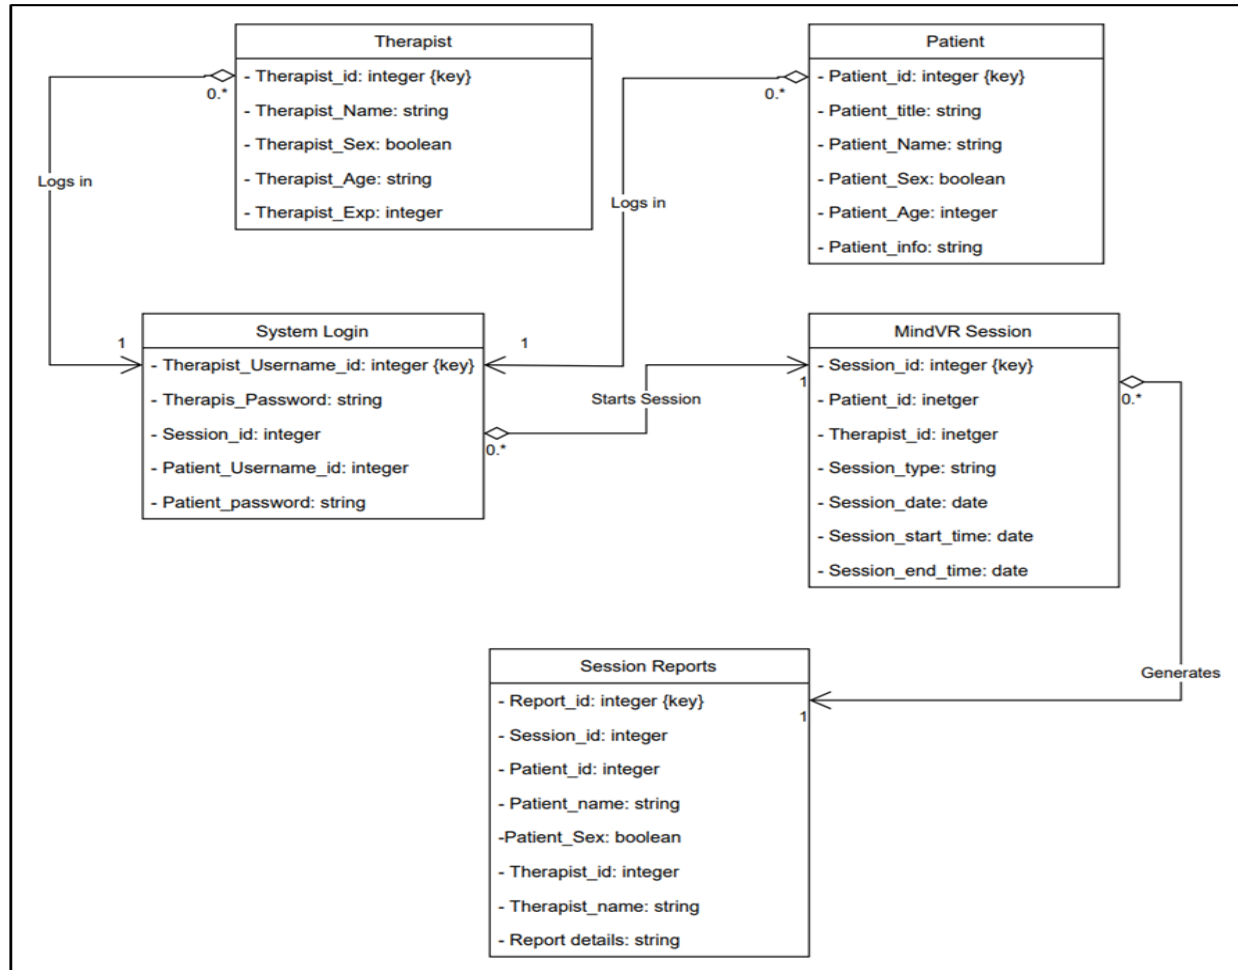 Therapist
- Therapist_id: integer {key}
- Therapist_Name: string
- Therapist_Sex: boolean
- Therapist_Age: string
- Therapist_Exp: integer
0.*
Logs in
1
Patient
- Patient_id: integer {key}
- Patient_title: string
- Patient_Name: string
- Patient_Sex: boolean
- Patient_Age: integer
- Patient_info: string
0.*
Logs in
1
System Login
- Therapist_Username_id: integer {key}
- Therapis_Password: string
- Session_id: integer
- Patient_Username_id: integer
- Patient_password: string
0.*
Starts Session
1
MindVR Session
- Session_id: integer {key}
- Patient_id: inetger
- Therapist_id: inetger
- Session_type: string
- Session_date: date
- Session_start_time: date
- Session_end_time: date
0.*
Generates
1
Session Reports
- Report_id: integer {key}
- Session_id: integer
- Patient_id: integer
- Patient_name: string
-Patient_Sex: boolean
- Therapist_id: integer
- Therapist_name: string
- Report details: string